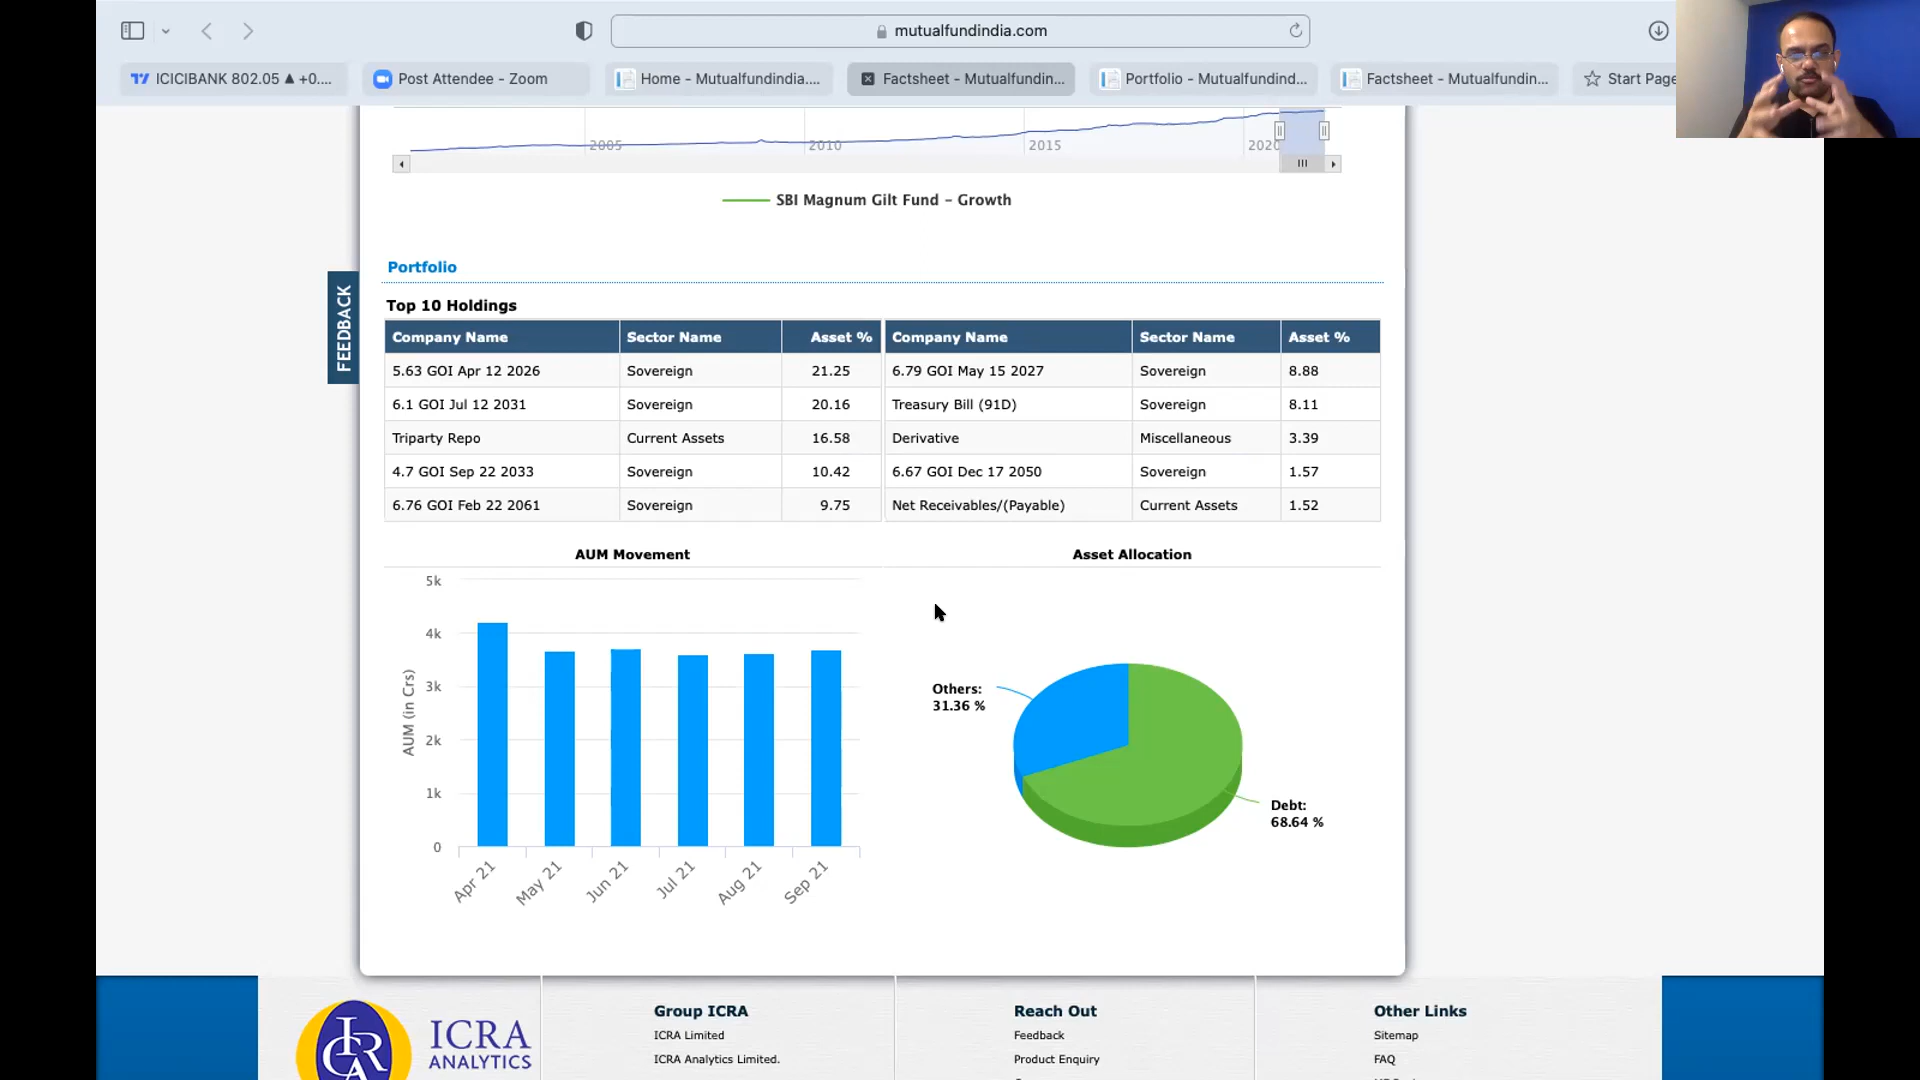 mutualfundindia.com
ICICIBANK 802.05 ▲ +0....
Post Attendee - Zoom
Home - Mutualfundindia....
Factsheet - Mutualfundin...
Portfolio - Mutualfundind...
Factsheet - Mutualfundin...
Start Page
2005
2010
2015
2020
SBI Magnum Gilt Fund – Growth
FEEDBACK
Portfolio
Top 10 Holdings
Company Name Sector Name Asset % Company Name Sector Name Asset %
5.63 GOI Apr 12 2026 Sovereign 21.25 6.79 GOI May 15 2027 Sovereign 8.88
6.1 GOI Jul 12 2031 Sovereign 20.16 Treasury Bill (91D) Sovereign 8.11
Triparty Repo Current Assets 16.58 Derivative Miscellaneous 3.39
4.7 GOI Sep 22 2033 Sovereign 10.42 6.67 GOI Dec 17 2050 Sovereign 1.57
6.76 GOI Feb 22 2061 Sovereign 9.75 Net Receivables/(Payable) Current Assets 1.52
AUM Movement
AUM (in Crs)
5k
4k
3k
2k
1k
0
Apr 21
May 21
Jun 21
Jul 21
Aug 21
Sep 21
Asset Allocation
Others:
31.36 %
Debt:
68.64 %
ICRA
ICRA
ANALYTICS
Group ICRA
ICRA Limited
ICRA Analytics Limited.
Reach Out
Feedback
Product Enquiry
Other Links
Sitemap
FAQ